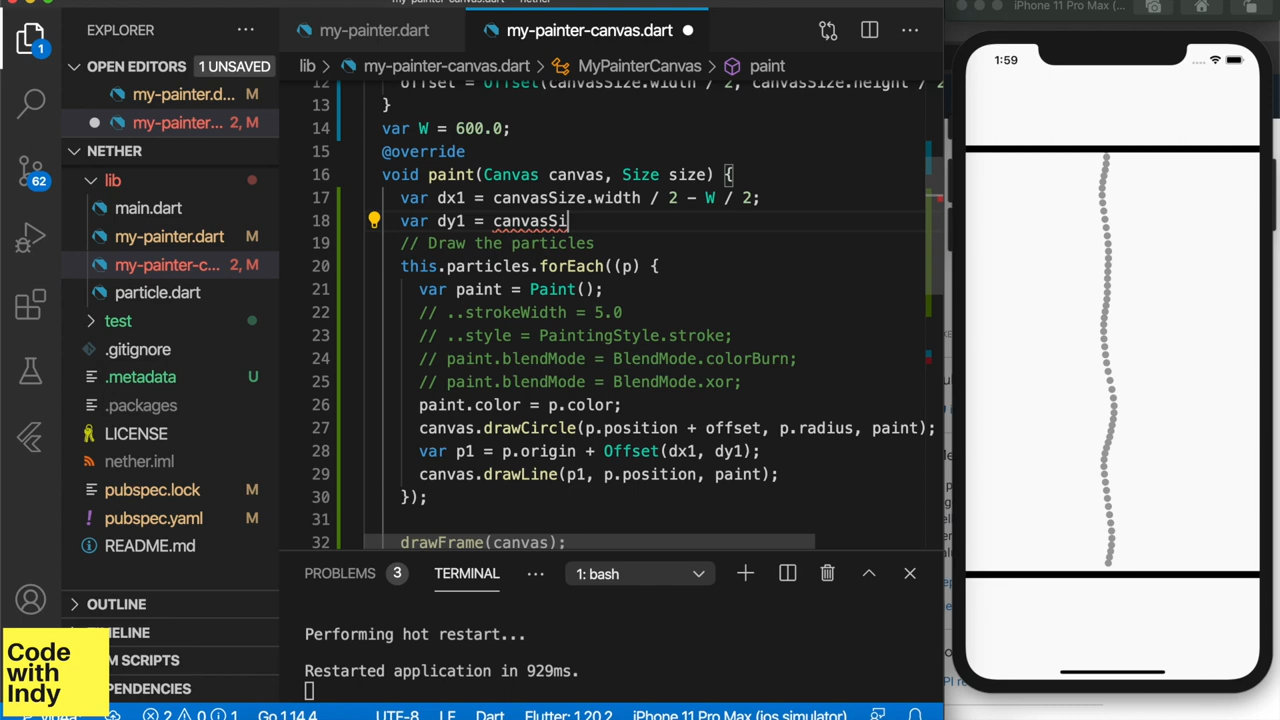 my-painter-canvas.dart
EXPLORER
OPEN EDITORS 1 UNSAVED
my-painter.d... M
my-painter... 2, M
NETHER
lib
main.dart
my-painter.dart M
my-painter-c... 2, M
particle.dart
test
.gitignore
.metadata U
.packages
LICENSE
nether.iml
pubspec.lock M
pubspec.yaml M
README.md
OUTLINE
TIMELINE
M SCRIPTS
PENDENCIES
1
62
my-painter.dart
my-painter-canvas.dart
lib > my-painter-canvas.dart > MyPainterCanvas > paint
12 offset = Offset(canvasSize.width / 2, canvasSize.height / 2
13 }
14 var W = 600.0;
15 @override
16 void paint(Canvas canvas, Size size) {
17 var dx1 = canvasSize.width / 2 - W / 2;
18 var dy1 = canvasSi
19 // Draw the particles
20 this.particles.forEach((p) {
21 var paint = Paint();
22 // ..strokeWidth = 5.0
23 // ..style = PaintingStyle.stroke;
24 // paint.blendMode = BlendMode.colorBurn;
25 // paint.blendMode = BlendMode.xor;
26 paint.color = p.color;
27 canvas.drawCircle(p.position + offset, p.radius, paint);
28 var p1 = p.origin + Offset(dx1, dy1);
29 canvas.drawLine(p1, p.position, paint);
30 });
31
32 drawFrame(canvas);
PROBLEMS 3 TERMINAL 1: bash
Performing hot restart...
Restarted application in 929ms.
Code
with
Indy
2 0 1 Go 1.14.4 UTF-8 LF Dart Flutter: 1.20.2 iPhone 11 Pro Max (ios simulator)
iPhone 11 Pro Max (...
1:59